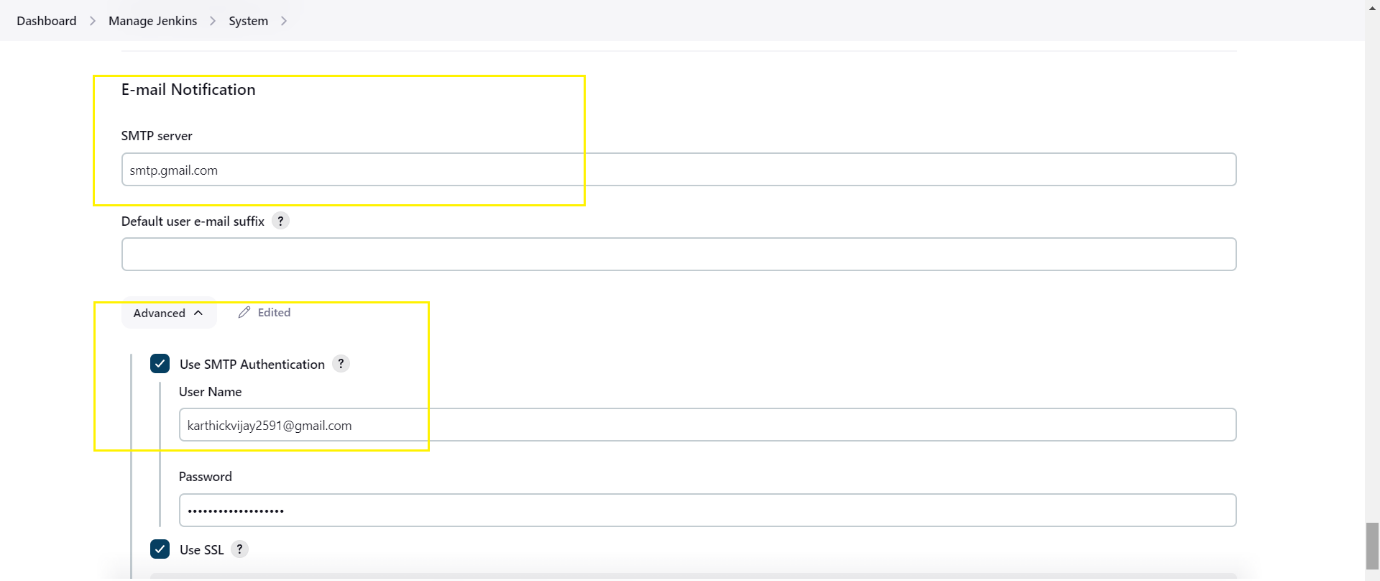 Dashboard > Manage Jenkins > System >
E-mail Notification
SMTP server
smtp.gmail.com
Default user e-mail suffix ?
Advanced Edited
Use SMTP Authentication ?
User Name
karthickvijay2591@gmail.com
Password
•••••••••••••••••••
Use SSL ?